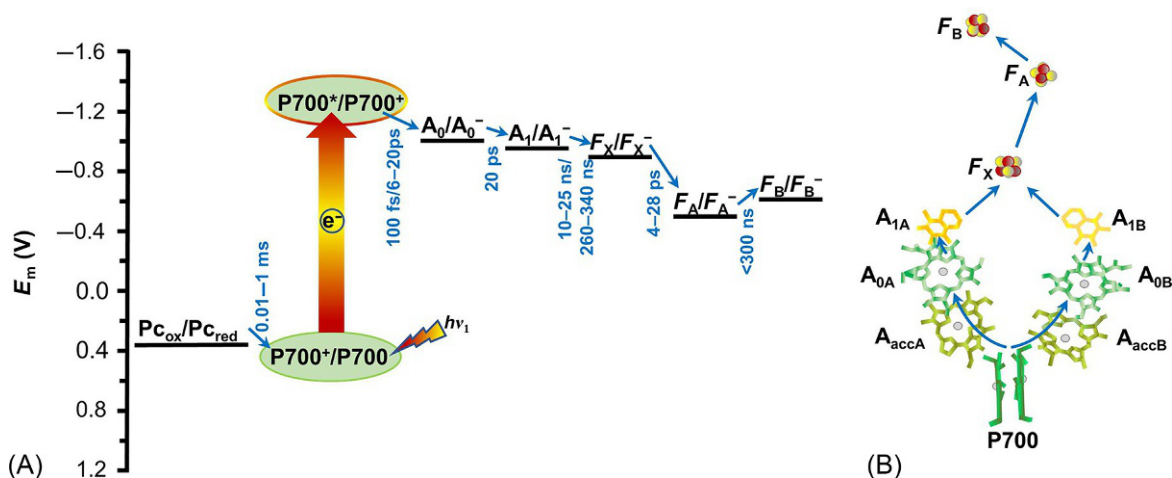 −1.6
−1.2
−0.8
−0.4
0.0
0.4
0.8
1.2
E_m (V)
(A)
Pc_ox/Pc_red
0.01–1 ms
P700*/P700⁺
e⁻
P700⁺/P700
hν₁
100 fs/6–20ps
A₀/A₀⁻
20 ps
A₁/A₁⁻
10–25 ns/
260–340 ns
F_X/F_X⁻
4–28 ps
F_A/F_A⁻
<300 ns
F_B/F_B⁻
F_B
F_A
F_X
A_1A
A_1B
A_0A
A_0B
A_accA
A_accB
P700
(B)